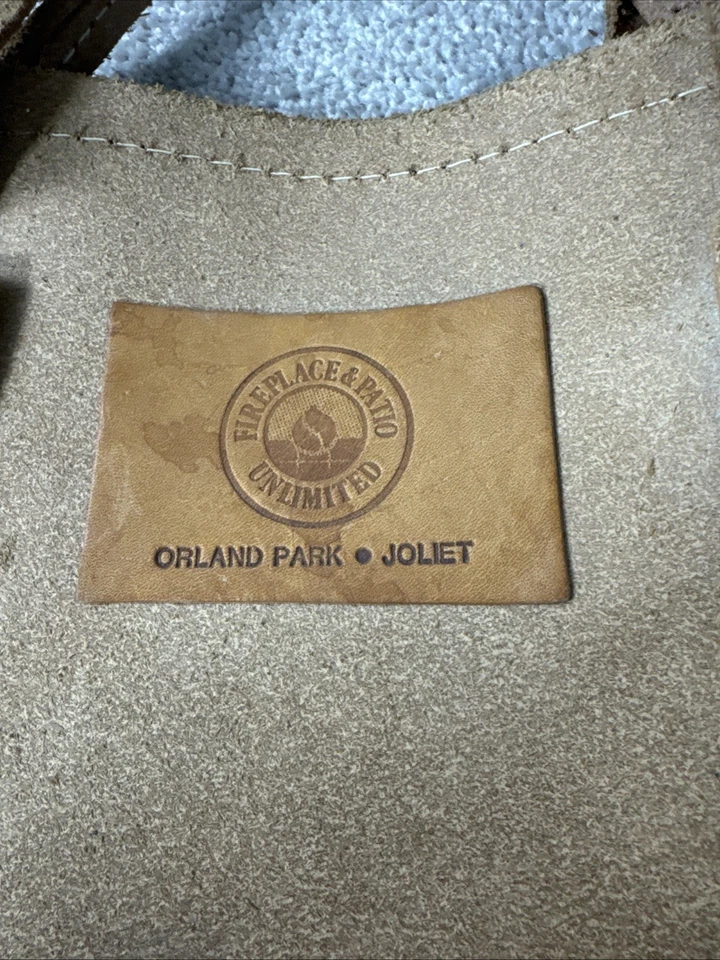 FIREPLACE & PATIO
UNLIMITED
ORLAND PARK ● JOLIET